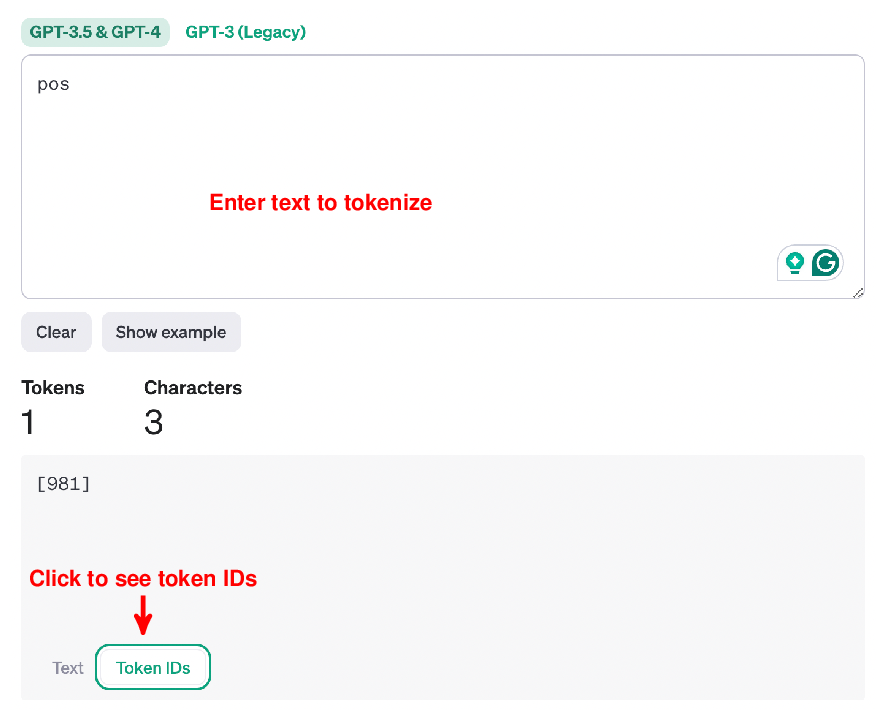 GPT-3.5 & GPT-4 GPT-3 (Legacy)
pos
Enter text to tokenize
Clear Show example
Tokens Characters
1 3
[981]
Click to see token IDs
Text Token IDs